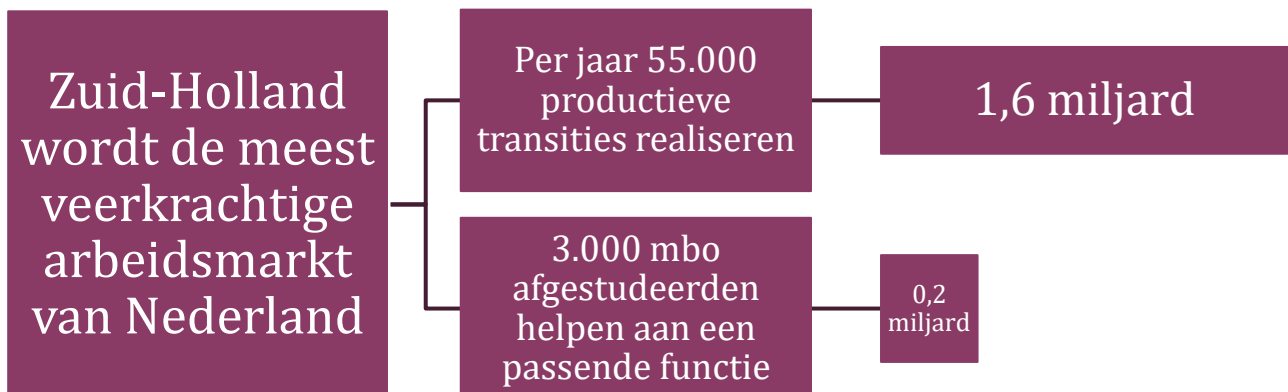 Zuid-Holland
wordt de meest
veerkrachtige
arbeidsmarkt
van Nederland
Per jaar 55.000
productieve
transities realiseren
1,6 miljard
3.000 mbo
afgestudeerden
helpen aan een
passende functie
0,2
miljard